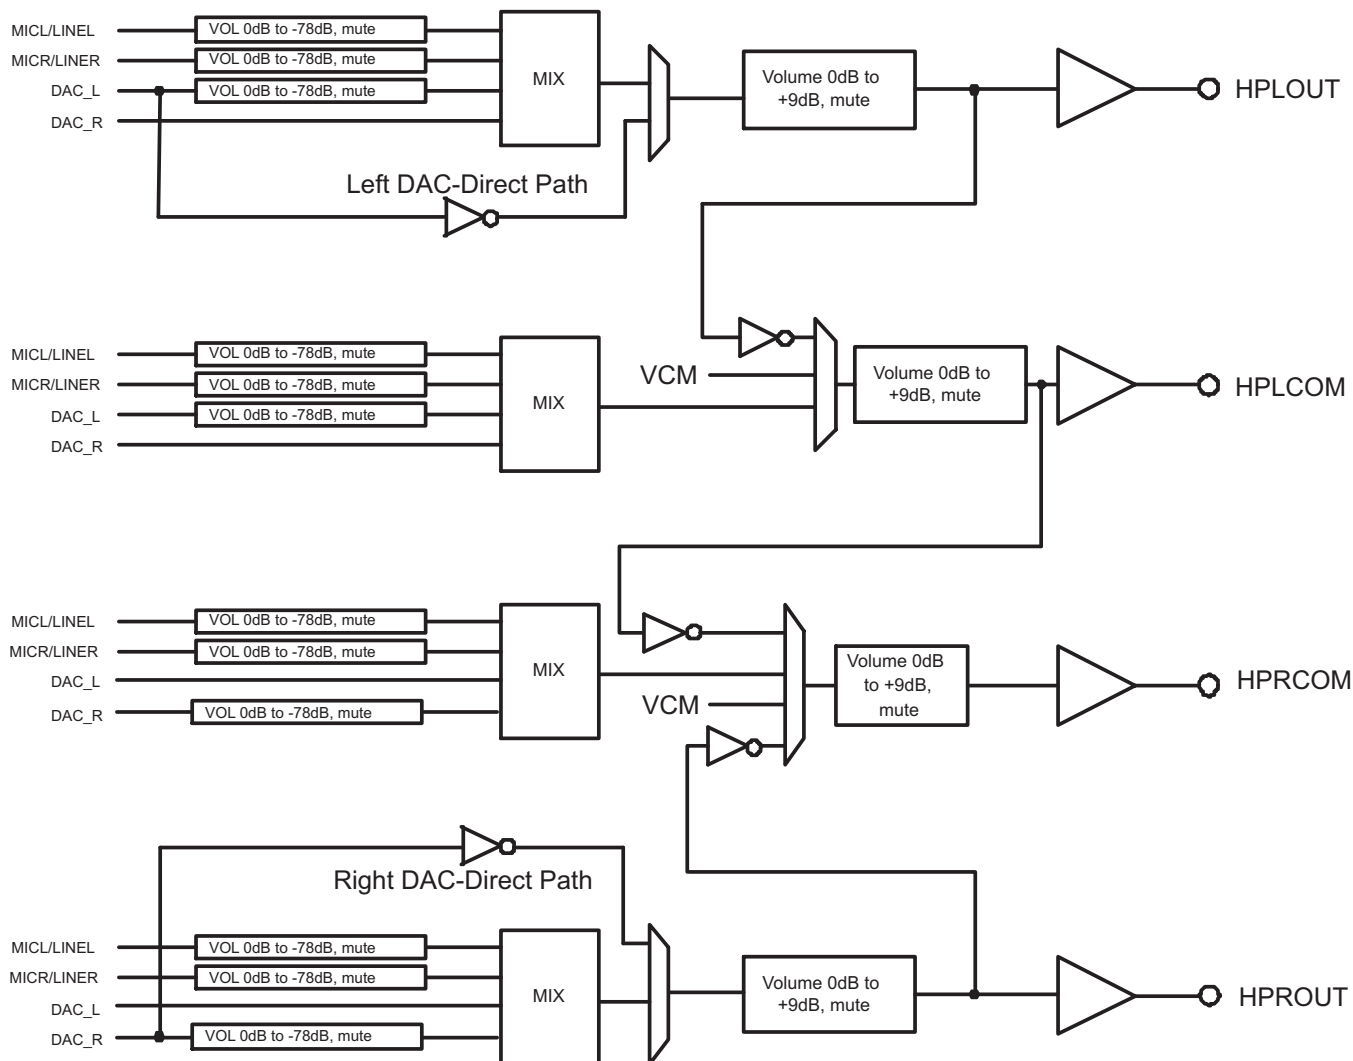 MICL/LINEL
VOL 0dB to -78dB, mute
MICR/LINER
VOL 0dB to -78dB, mute
DAC_L
VOL 0dB to -78dB, mute
DAC_R
MIX
Volume 0dB to
+9dB, mute
HPLOUT
Left DAC-Direct Path
MICL/LINEL
VOL 0dB to -78dB, mute
MICR/LINER
VOL 0dB to -78dB, mute
DAC_L
VOL 0dB to -78dB, mute
DAC_R
MIX
VCM
Volume 0dB to
+9dB, mute
HPLCOM
MICL/LINEL
VOL 0dB to -78dB, mute
MICR/LINER
VOL 0dB to -78dB, mute
DAC_L
DAC_R
VOL 0dB to -78dB, mute
MIX
VCM
Volume 0dB
to +9dB,
mute
HPRCOM
Right DAC-Direct Path
MICL/LINEL
VOL 0dB to -78dB, mute
MICR/LINER
VOL 0dB to -78dB, mute
DAC_L
DAC_R
VOL 0dB to -78dB, mute
MIX
Volume 0dB to
+9dB, mute
HPROUT